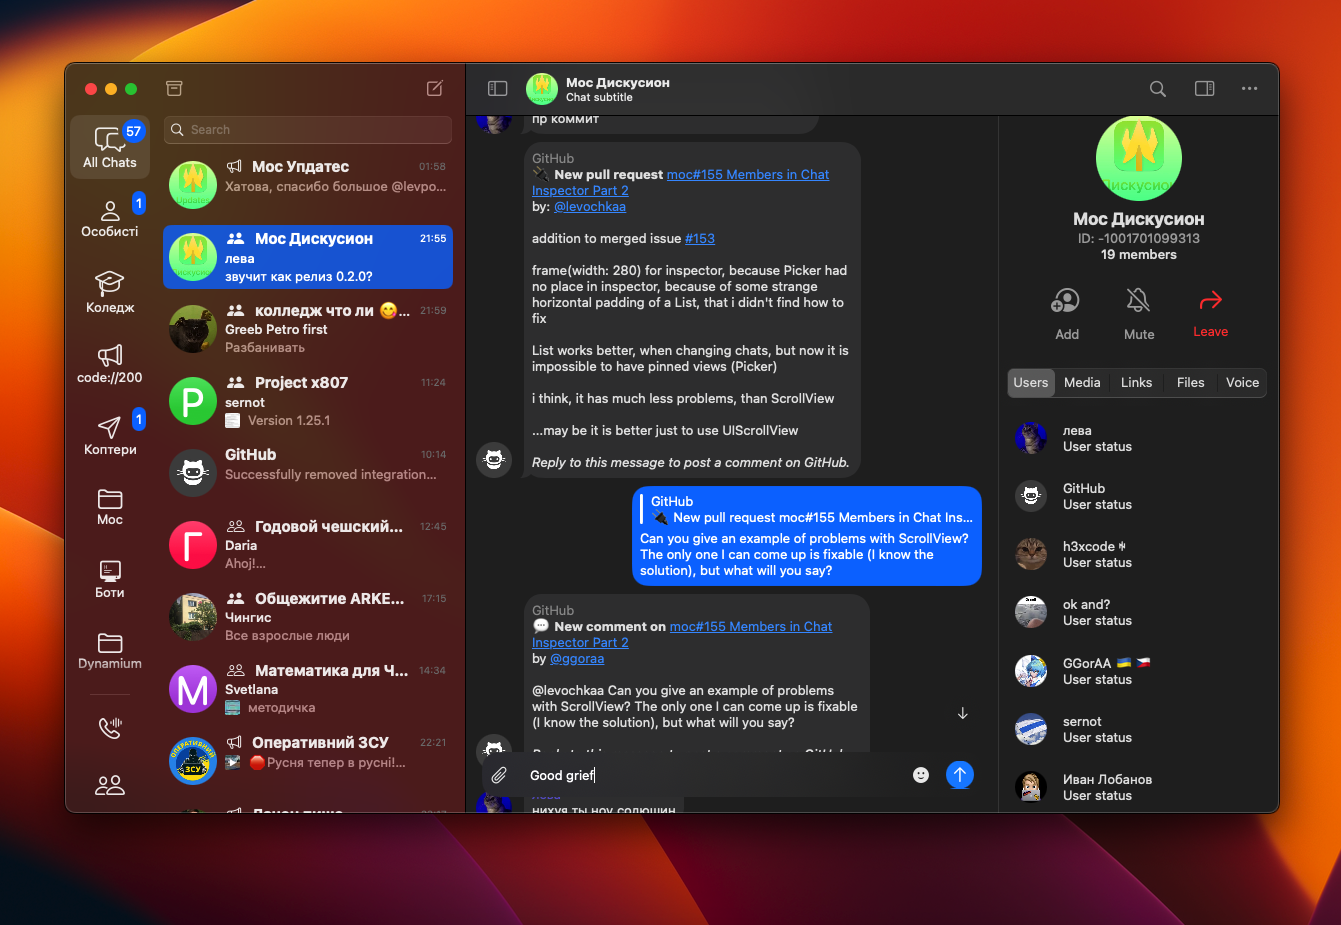 57
All Chats
1
Особисті
Коледж
code://200
1
Коптери
Moc
Боти
Dynamium
Search
Мос Упдатес
01:58
Хатова, спасибо большое @levpo...
Updates
Мос Дискусион
21:55
лева
звучит как релиз 0.2.0?
колледж что ли 😋...
21:59
Greeb Petro first
Разбанивать
P
Project x807
11:24
sernot
Version 1.25.1
GitHub
10:14
Successfully removed integration...
Г
Годовой чешский...
12:45
Daria
Ahoj!...
Общежитие ARKE...
17:15
Чингис
Все взрослые люди
М
Математика для Ч...
14:34
Svetlana
методичка
ОПЕРАТИВНИЙ
ЗСУ
Оперативний ЗСУ
22:21
🛑Русня тепер в русні!...
Мос Дискусион
Chat subtitle
пр коммит
GitHub
🔌 New pull request moc#155 Members in Chat
Inspector Part 2
by: @levochkaa
addition to merged issue #153
frame(width: 280) for inspector, because Picker had
no place in inspector, because of some strange
horizontal padding of a List, that i didn't find how to
fix
List works better, when changing chats, but now it is
impossible to have pinned views (Picker)
i think, it has much less problems, than ScrollView
...may be it is better just to use UIScrollView
Reply to this message to post a comment on GitHub.
GitHub
🔌 New pull request moc#155 Members in Chat Ins...
Can you give an example of problems with ScrollView?
The only one I can come up is fixable (I know the
solution), but what will you say?
GitHub
💬 New comment on moc#155 Members in Chat
Inspector Part 2
by @ggoraa
@levochkaa Can you give an example of problems
with ScrollView? The only one I can come up is fixable
(I know the solution), but what will you say?
Good grief
нихуя ты ноу солюшин
Дискусион
Мос Дискусион
ID: -1001701099313
19 members
Add
Mute
Leave
Users
Media
Links
Files
Voice
лева
User status
GitHub
User status
h3xcode
User status
ok and?
User status
GGorAA 🇺🇦 🇨🇿
User status
sernot
User status
Иван Лобанов
User status